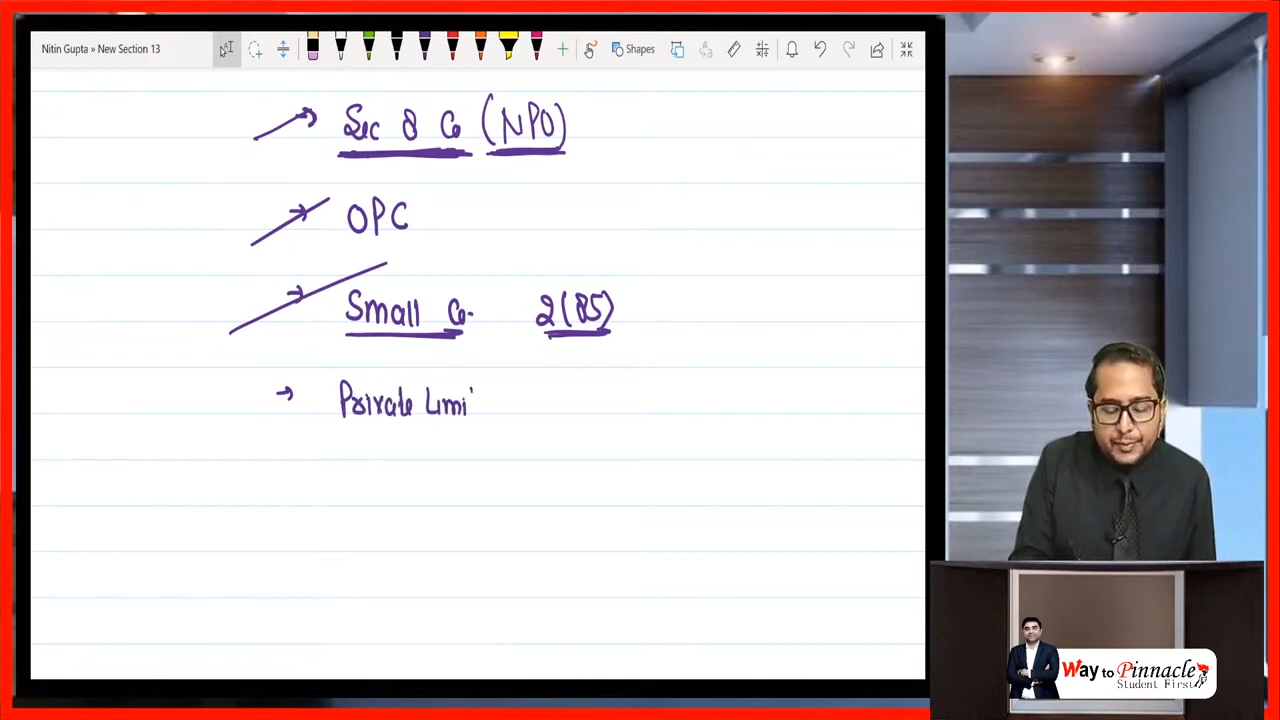 Nitin Gupta » New Section 13
Shapes
Sec 8 Co (NPO)
OPC
Small Co. 2(85)
Private Limi
Way to Pinnacle
Student First